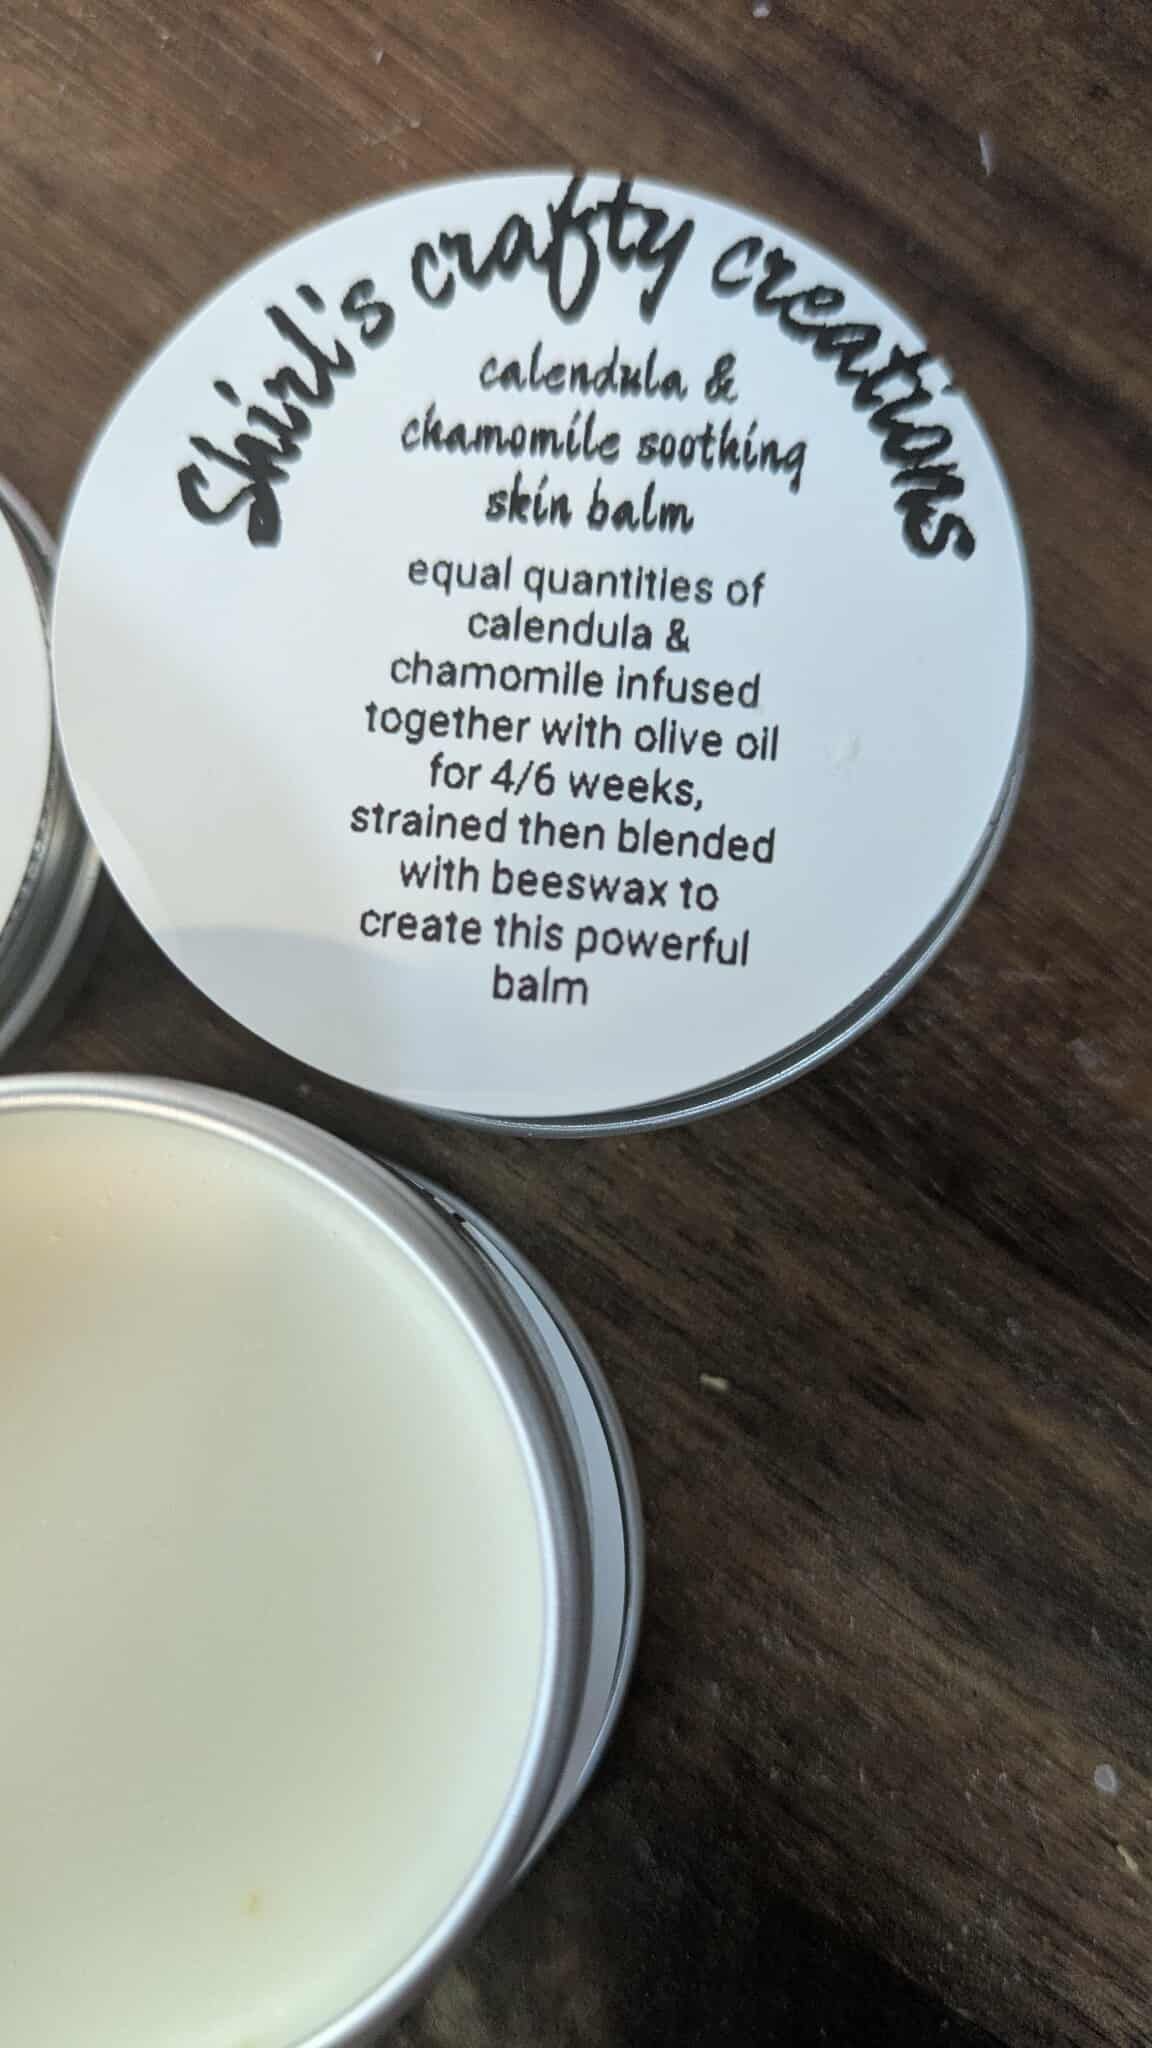 Shirl's crafty creations
calendula &
chamomile soothing
skin balm
equal quantities of
calendula &
chamomile infused
together with olive oil
for 4/6 weeks,
strained then blended
with beeswax to
create this powerful
balm